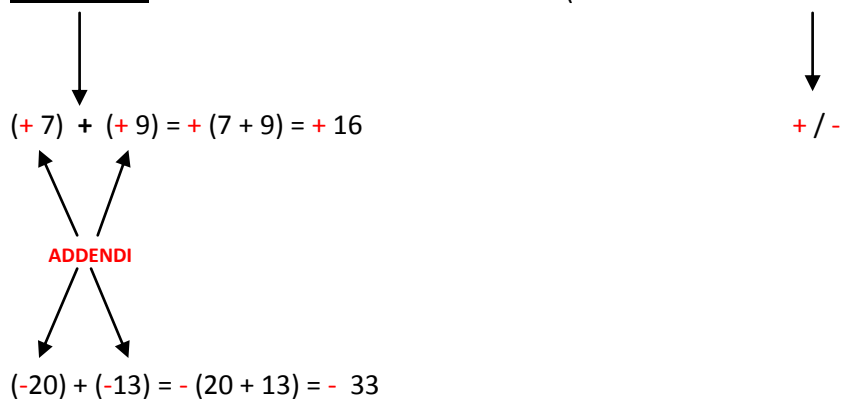 (
(+ 7) + (+ 9) = + (7 + 9) = + 16
+ / -
ADDENDI
(-20) + (-13) = - (20 + 13) = - 33